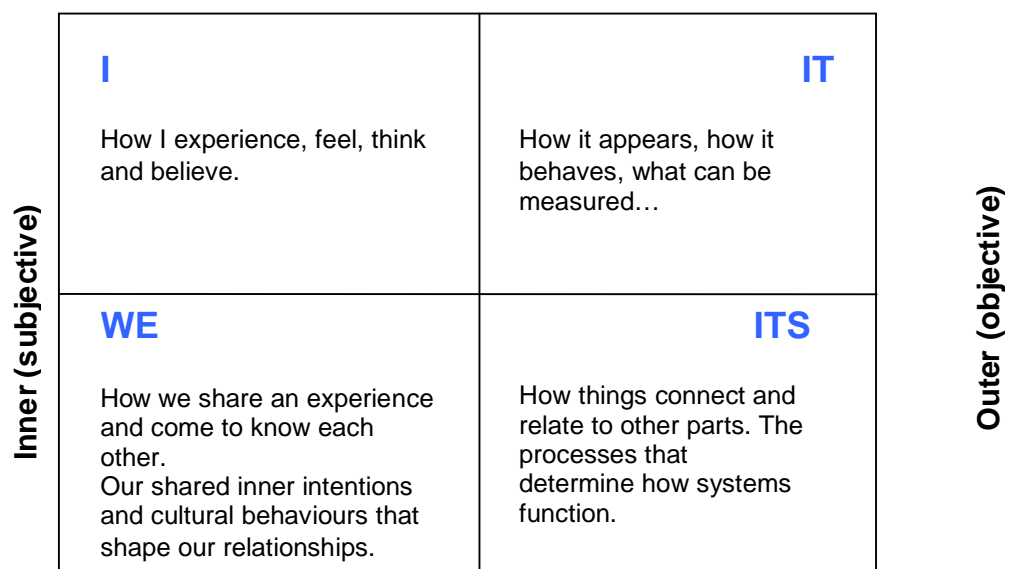 I
How I experience, feel, think
and believe.
IT
How it appears, how it
behaves, what can be
measured…
Inner (subjective)
Outer (objective)
WE
How we share an experience
and come to know each
other.
Our shared inner intentions
and cultural behaviours that
shape our relationships.
ITS
How things connect and
relate to other parts. The
processes that
determine how systems
function.